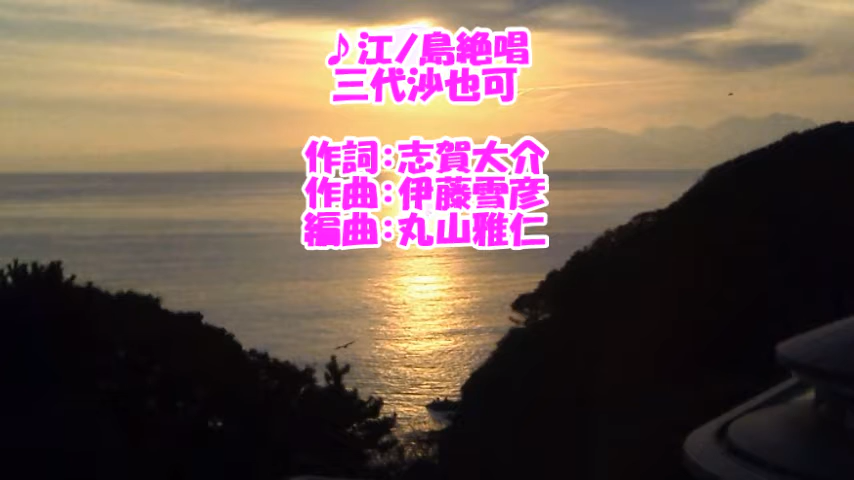 ♪江ノ島絶唱
三代沙也可
作詞:志賀大介
作曲:伊藤雪彦
編曲:丸山雅仁